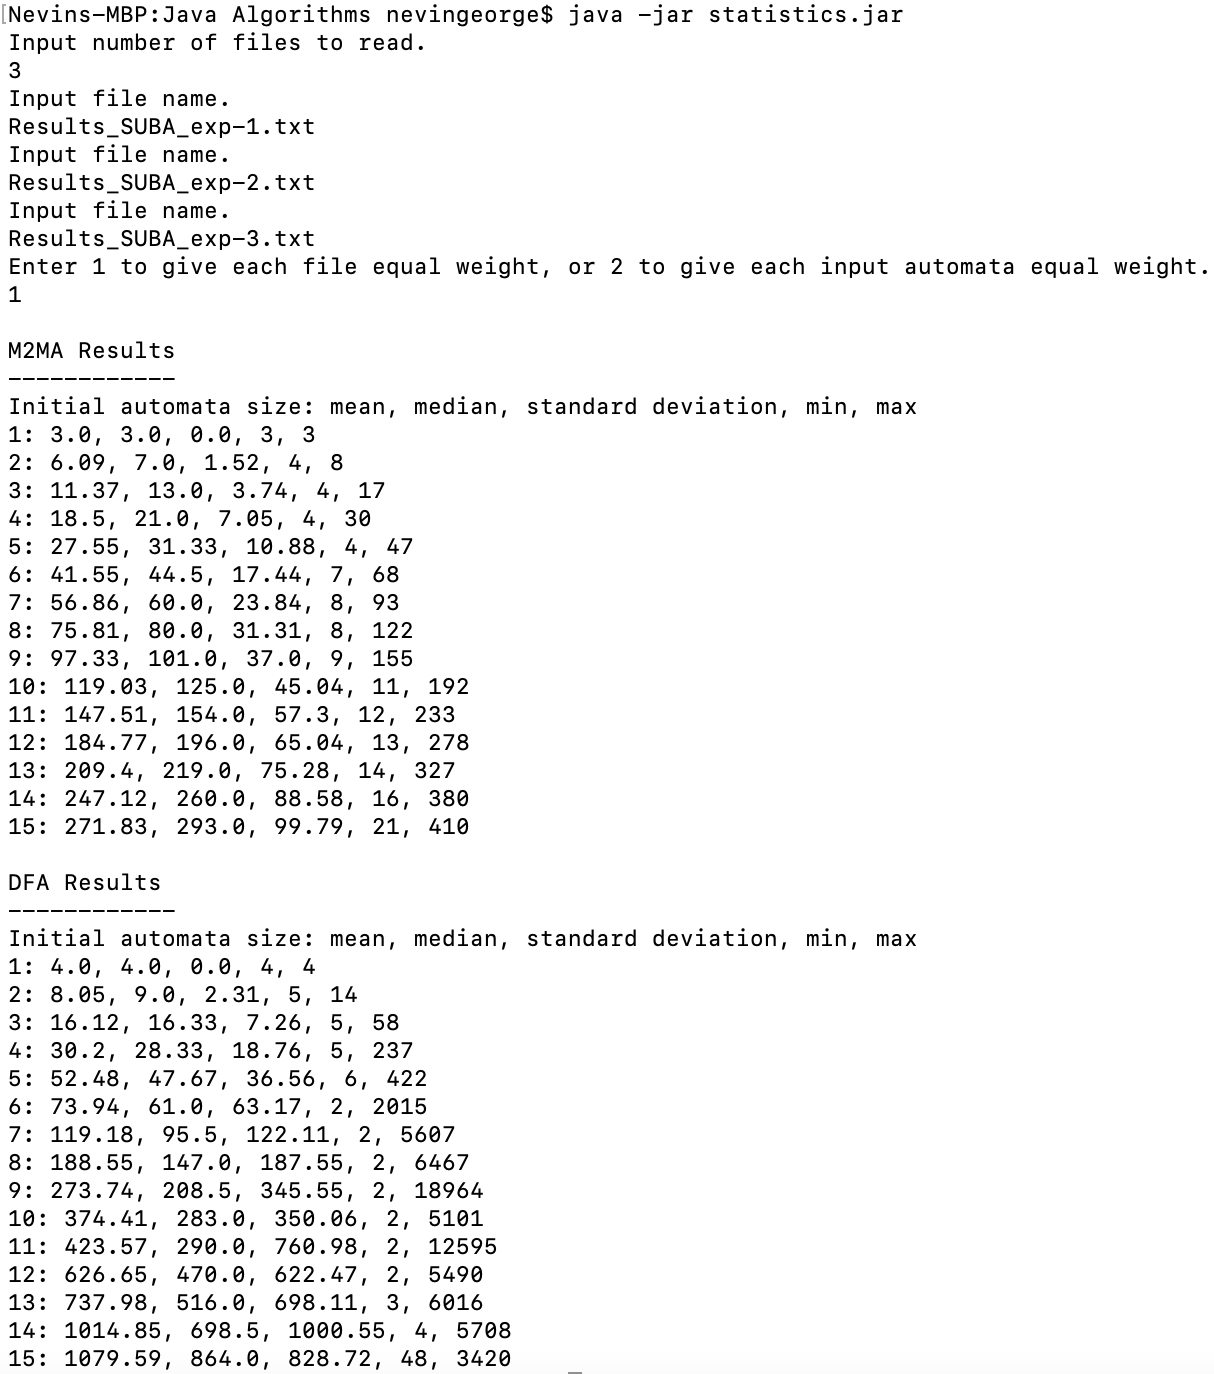 [Nevins-MBP:Java Algorithms nevingeorge$ java -jar statistics.jar
Input number of files to read.
3
Input file name.
Results_SUBA_exp-1.txt
Input file name.
Results_SUBA_exp-2.txt
Input file name.
Results_SUBA_exp-3.txt
Enter 1 to give each file equal weight, or 2 to give each input automata equal weight.
1

M2MA Results
------------
Initial automata size: mean, median, standard deviation, min, max
1: 3.0, 3.0, 0.0, 3, 3
2: 6.09, 7.0, 1.52, 4, 8
3: 11.37, 13.0, 3.74, 4, 17
4: 18.5, 21.0, 7.05, 4, 30
5: 27.55, 31.33, 10.88, 4, 47
6: 41.55, 44.5, 17.44, 7, 68
7: 56.86, 60.0, 23.84, 8, 93
8: 75.81, 80.0, 31.31, 8, 122
9: 97.33, 101.0, 37.0, 9, 155
10: 119.03, 125.0, 45.04, 11, 192
11: 147.51, 154.0, 57.3, 12, 233
12: 184.77, 196.0, 65.04, 13, 278
13: 209.4, 219.0, 75.28, 14, 327
14: 247.12, 260.0, 88.58, 16, 380
15: 271.83, 293.0, 99.79, 21, 410

DFA Results
------------
Initial automata size: mean, median, standard deviation, min, max
1: 4.0, 4.0, 0.0, 4, 4
2: 8.05, 9.0, 2.31, 5, 14
3: 16.12, 16.33, 7.26, 5, 58
4: 30.2, 28.33, 18.76, 5, 237
5: 52.48, 47.67, 36.56, 6, 422
6: 73.94, 61.0, 63.17, 2, 2015
7: 119.18, 95.5, 122.11, 2, 5607
8: 188.55, 147.0, 187.55, 2, 6467
9: 273.74, 208.5, 345.55, 2, 18964
10: 374.41, 283.0, 350.06, 2, 5101
11: 423.57, 290.0, 760.98, 2, 12595
12: 626.65, 470.0, 622.47, 2, 5490
13: 737.98, 516.0, 698.11, 3, 6016
14: 1014.85, 698.5, 1000.55, 4, 5708
15: 1079.59, 864.0, 828.72, 48, 3420